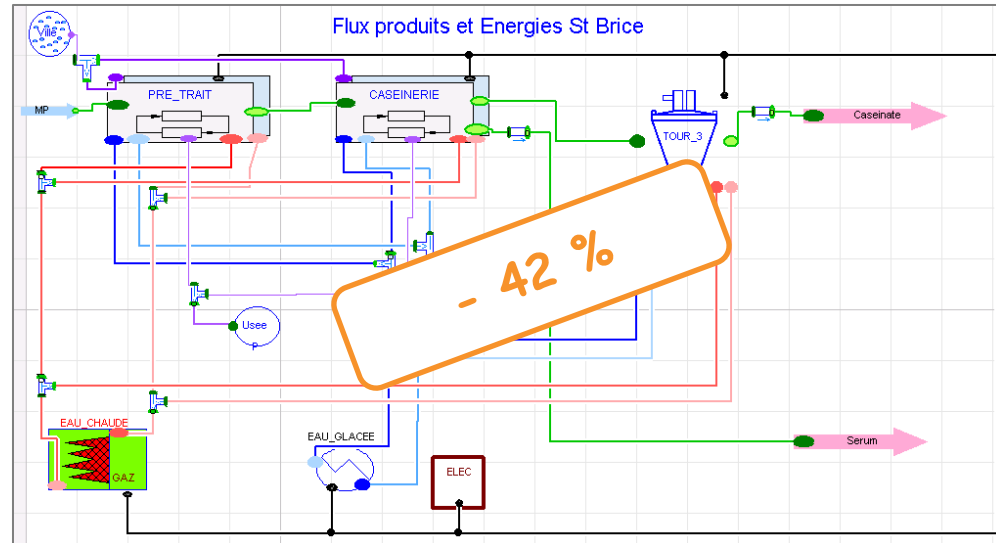 Flux produits et Energies St Brice
Ville
MP
PRE_TRAIT
CASEINERIE
TOUR_3
Caseinate
- 42 %
Usee
P
EAU_CHAUDE
GAZ
EAU_GLACEE
ELEC
Serum